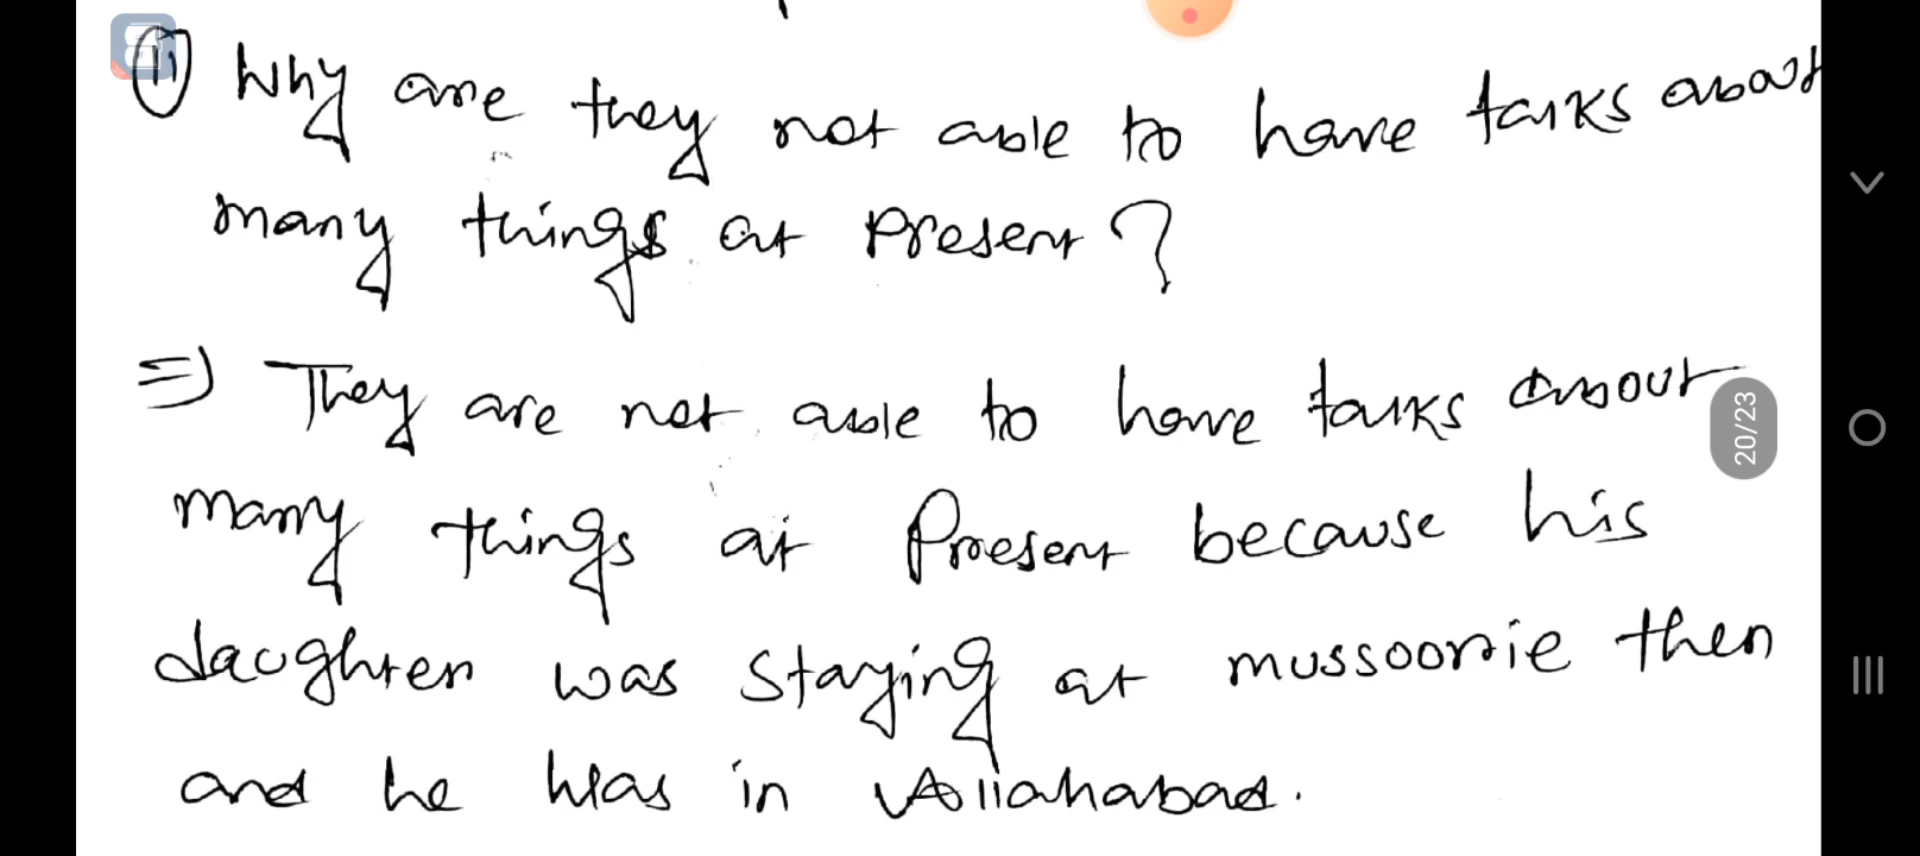 (ii) Why are they not able to have talks about
many things at present?
=> They are not able to have talks about
many things at Present because his
daughter was staying at mussoorie then
and he was in Allahabad.
20/23